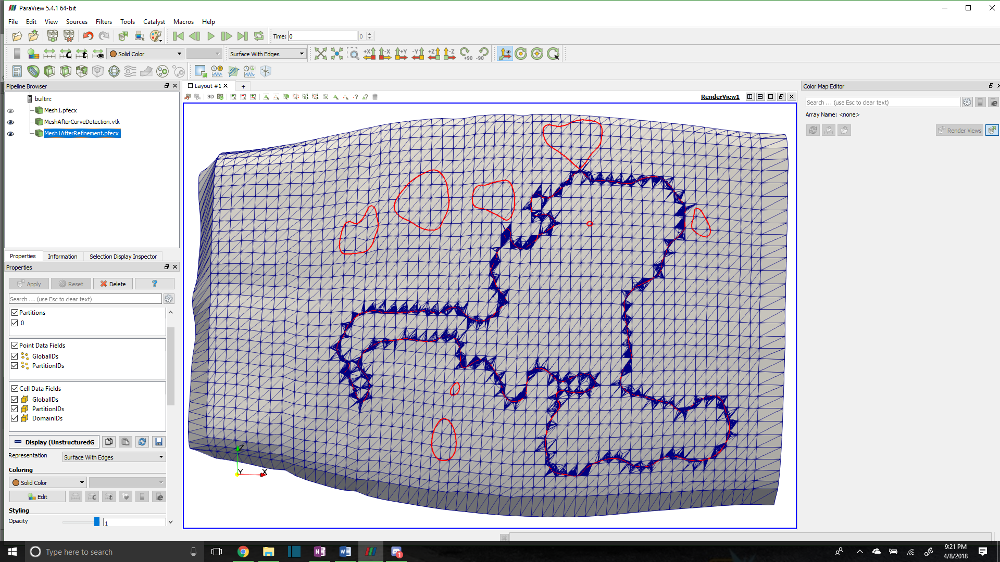 ParaView 5.4.1 64-bit
File Edit View Sources Filters Tools Catalyst Macros Help
Time: 0 0
Solid Color Surface With Edges +X -X +Y -Y +Z -Z +90 -90
Pipeline Browser
builtin:
Mesh1.pfecx
MeshAfterCurveDetection.vtk
Mesh1AfterRefinement.pfecx
Properties Information Selection Display Inspector
Properties
Apply Reset Delete ?
Search ... (use Esc to clear text)
Partitions
0
Point Data Fields
GlobalIDs
PartitionIDs
Cell Data Fields
GlobalIDs
PartitionIDs
DomainIDs
Display (UnstructuredG
Representation Surface With Edges
Coloring
Solid Color
Edit
Styling
Opacity 1
Layout #1 +
3D RenderView1
Z
Y X
Color Map Editor
Search ... (use Esc to clear text)
Array Name: <none>
Render Views
Type here to search
1
9:21 PM
4/8/2018